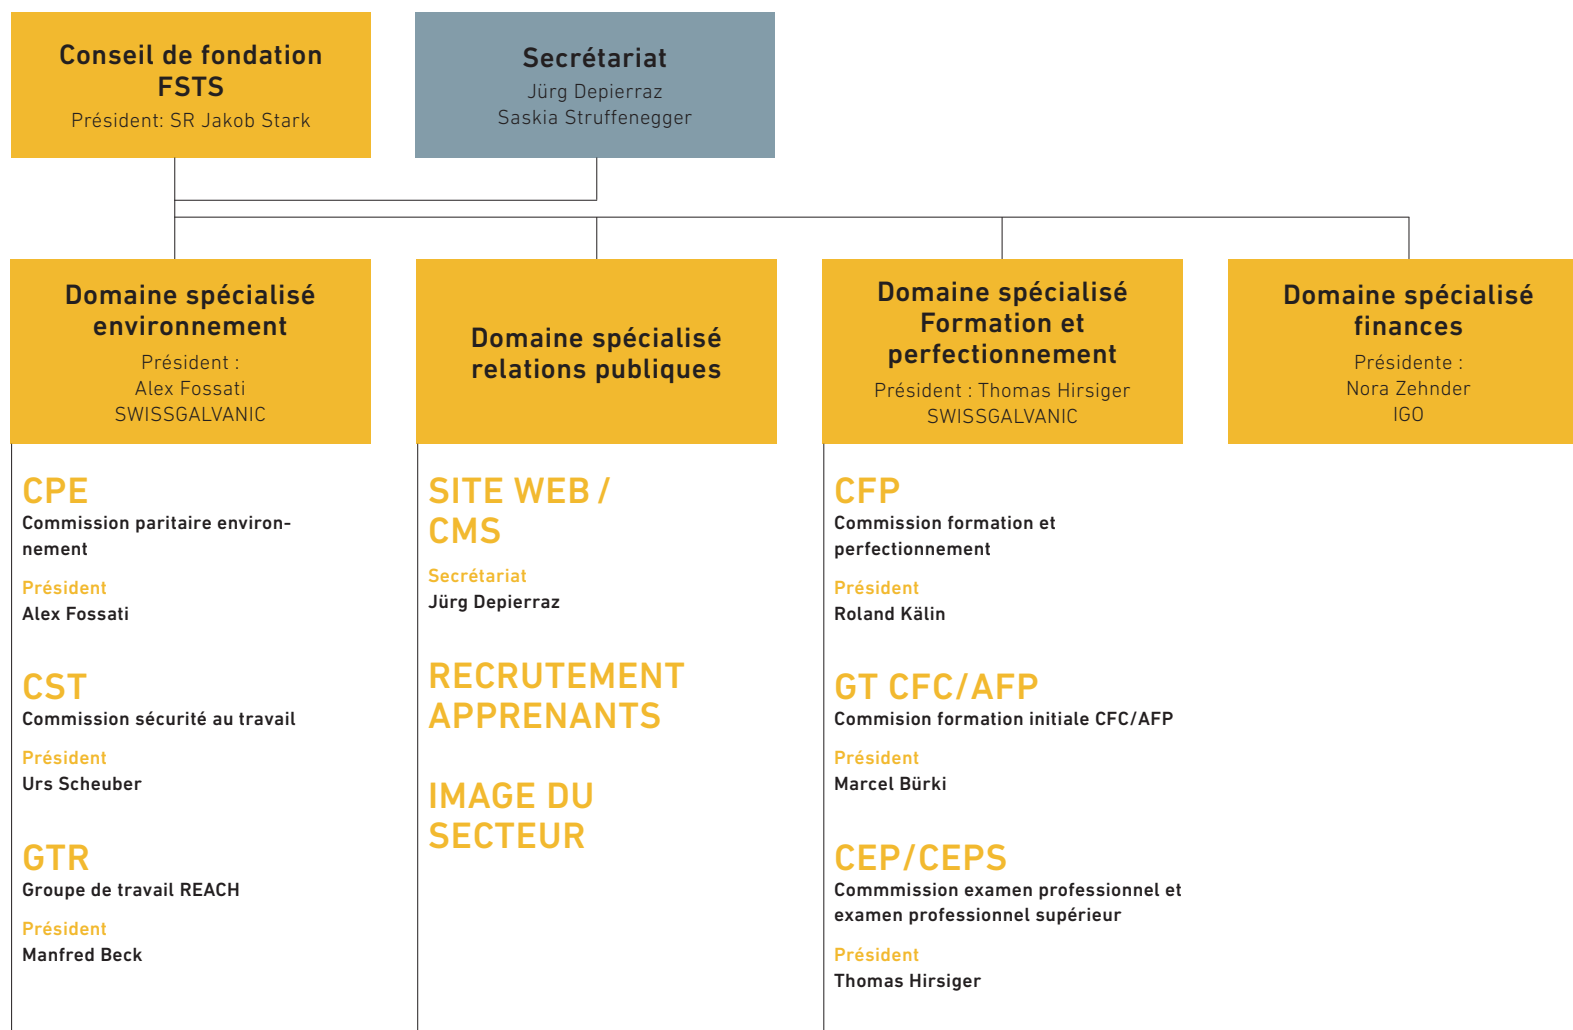 Conseil de fondation
FSTS
Président: SR Jakob Stark
Secrétariat
Jürg Depierraz
Saskia Struffenegger
Domaine spécialisé
environnement
Président :
Alex Fossati
SWISSGALVANIC
Domaine spécialisé
relations publiques
Domaine spécialisé
Formation et
perfectionnement
Président : Thomas Hirsiger
SWISSGALVANIC
Domaine spécialisé
finances
Présidente :
Nora Zehnder
IGO
CPE
Commission paritaire environ-
nement
Président
Alex Fossati
CST
Commission sécurité au travail
Président
Urs Scheuber
GTR
Groupe de travail REACH
Président
Manfred Beck
SITE WEB /
CMS
Secrétariat
Jürg Depierraz
RECRUTEMENT
APPRENANTS
IMAGE DU
SECTEUR
CFP
Commission formation et
perfectionnement
Président
Roland Kälin
GT CFC/AFP
Commision formation initiale CFC/AFP
Président
Marcel Bürki
CEP/CEPS
Commmission examen professionnel et
examen professionnel supérieur
Président
Thomas Hirsiger